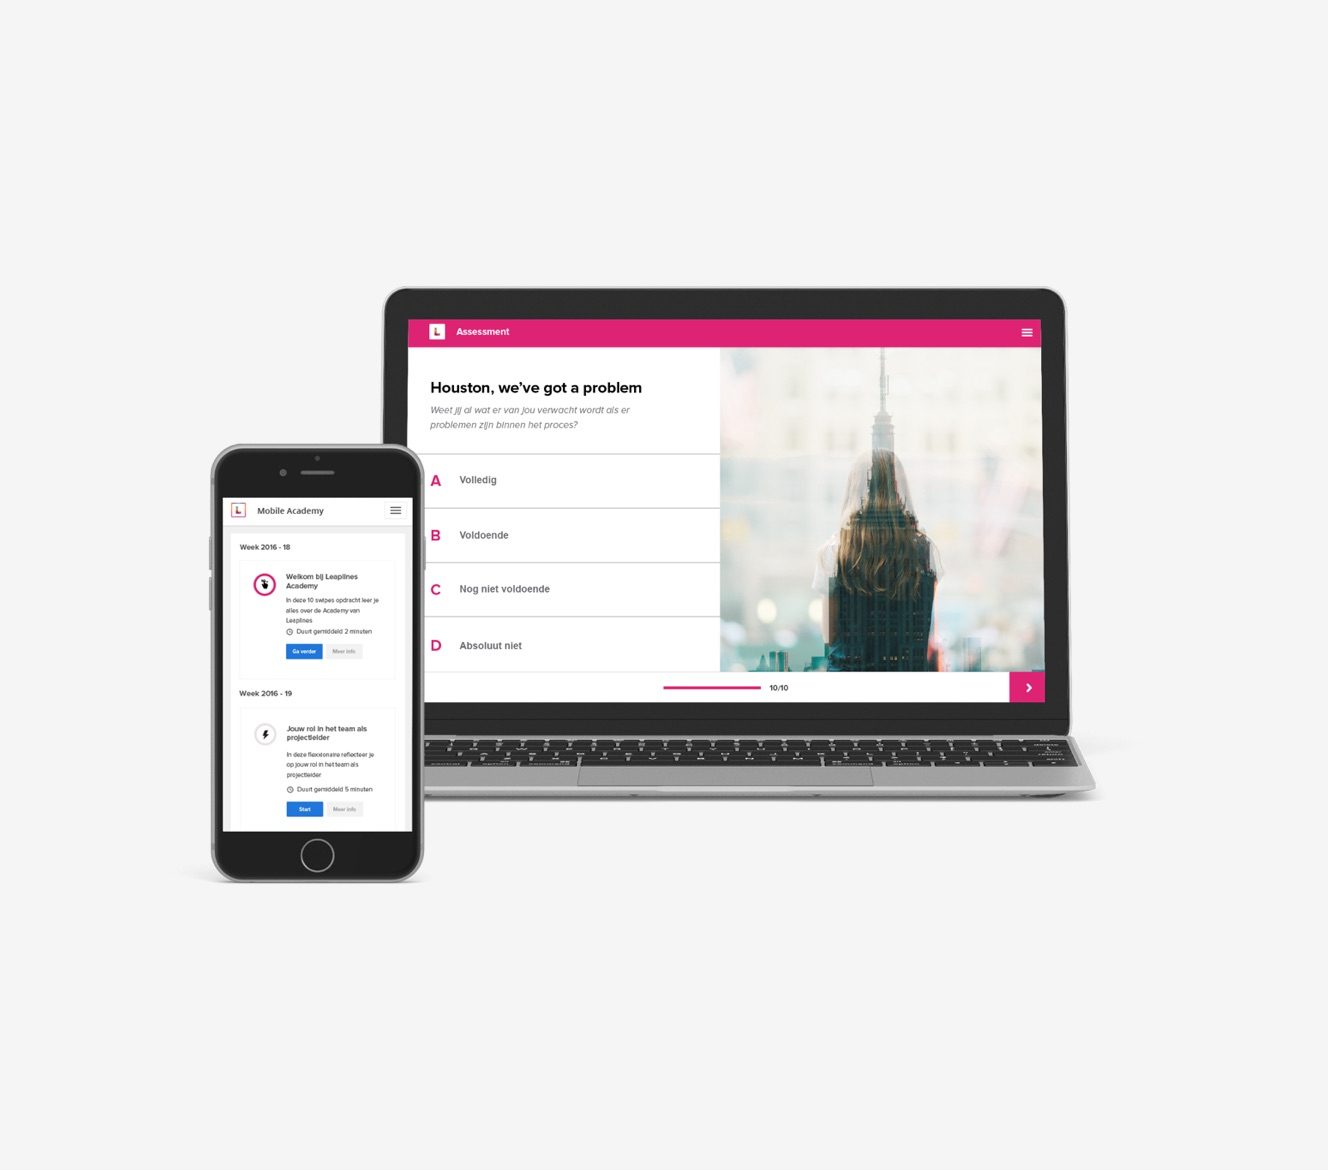 L Assessment
Houston, we've got a problem
Weet jij al wat er van jou verwacht wordt als er
problemen zijn binnen het proces?
A Volledig
B Voldoende
C Nog niet voldoende
D Absoluut niet
10/10
L Mobile Academy
Week 2016 - 18
Welkom bij Leaplines
Academy
In deze 10 swipes opdracht leer je
alles over de Academy van
Leaplines
Duurt gemiddeld 2 minuten
Ga verder Meer info
Week 2016 - 19
Jouw rol in het team als
projectleider
In deze flexxionaire reflecteer je
op jouw rol in het team als
projectleider
Duurt gemiddeld 5 minuten
Start Meer info